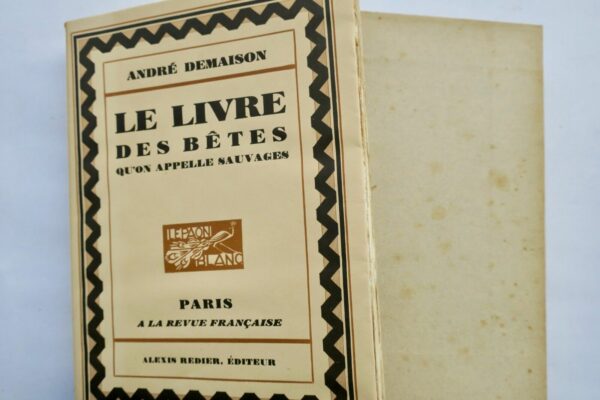 ANDRÉ DEMAISON
LE LIVRE
DES BÊTES
QU'ON APPELLE SAUVAGES
LE PAON
BLANC
PARIS
A LA REVUE FRANÇAISE
ALEXIS REDIER, ÉDITEUR